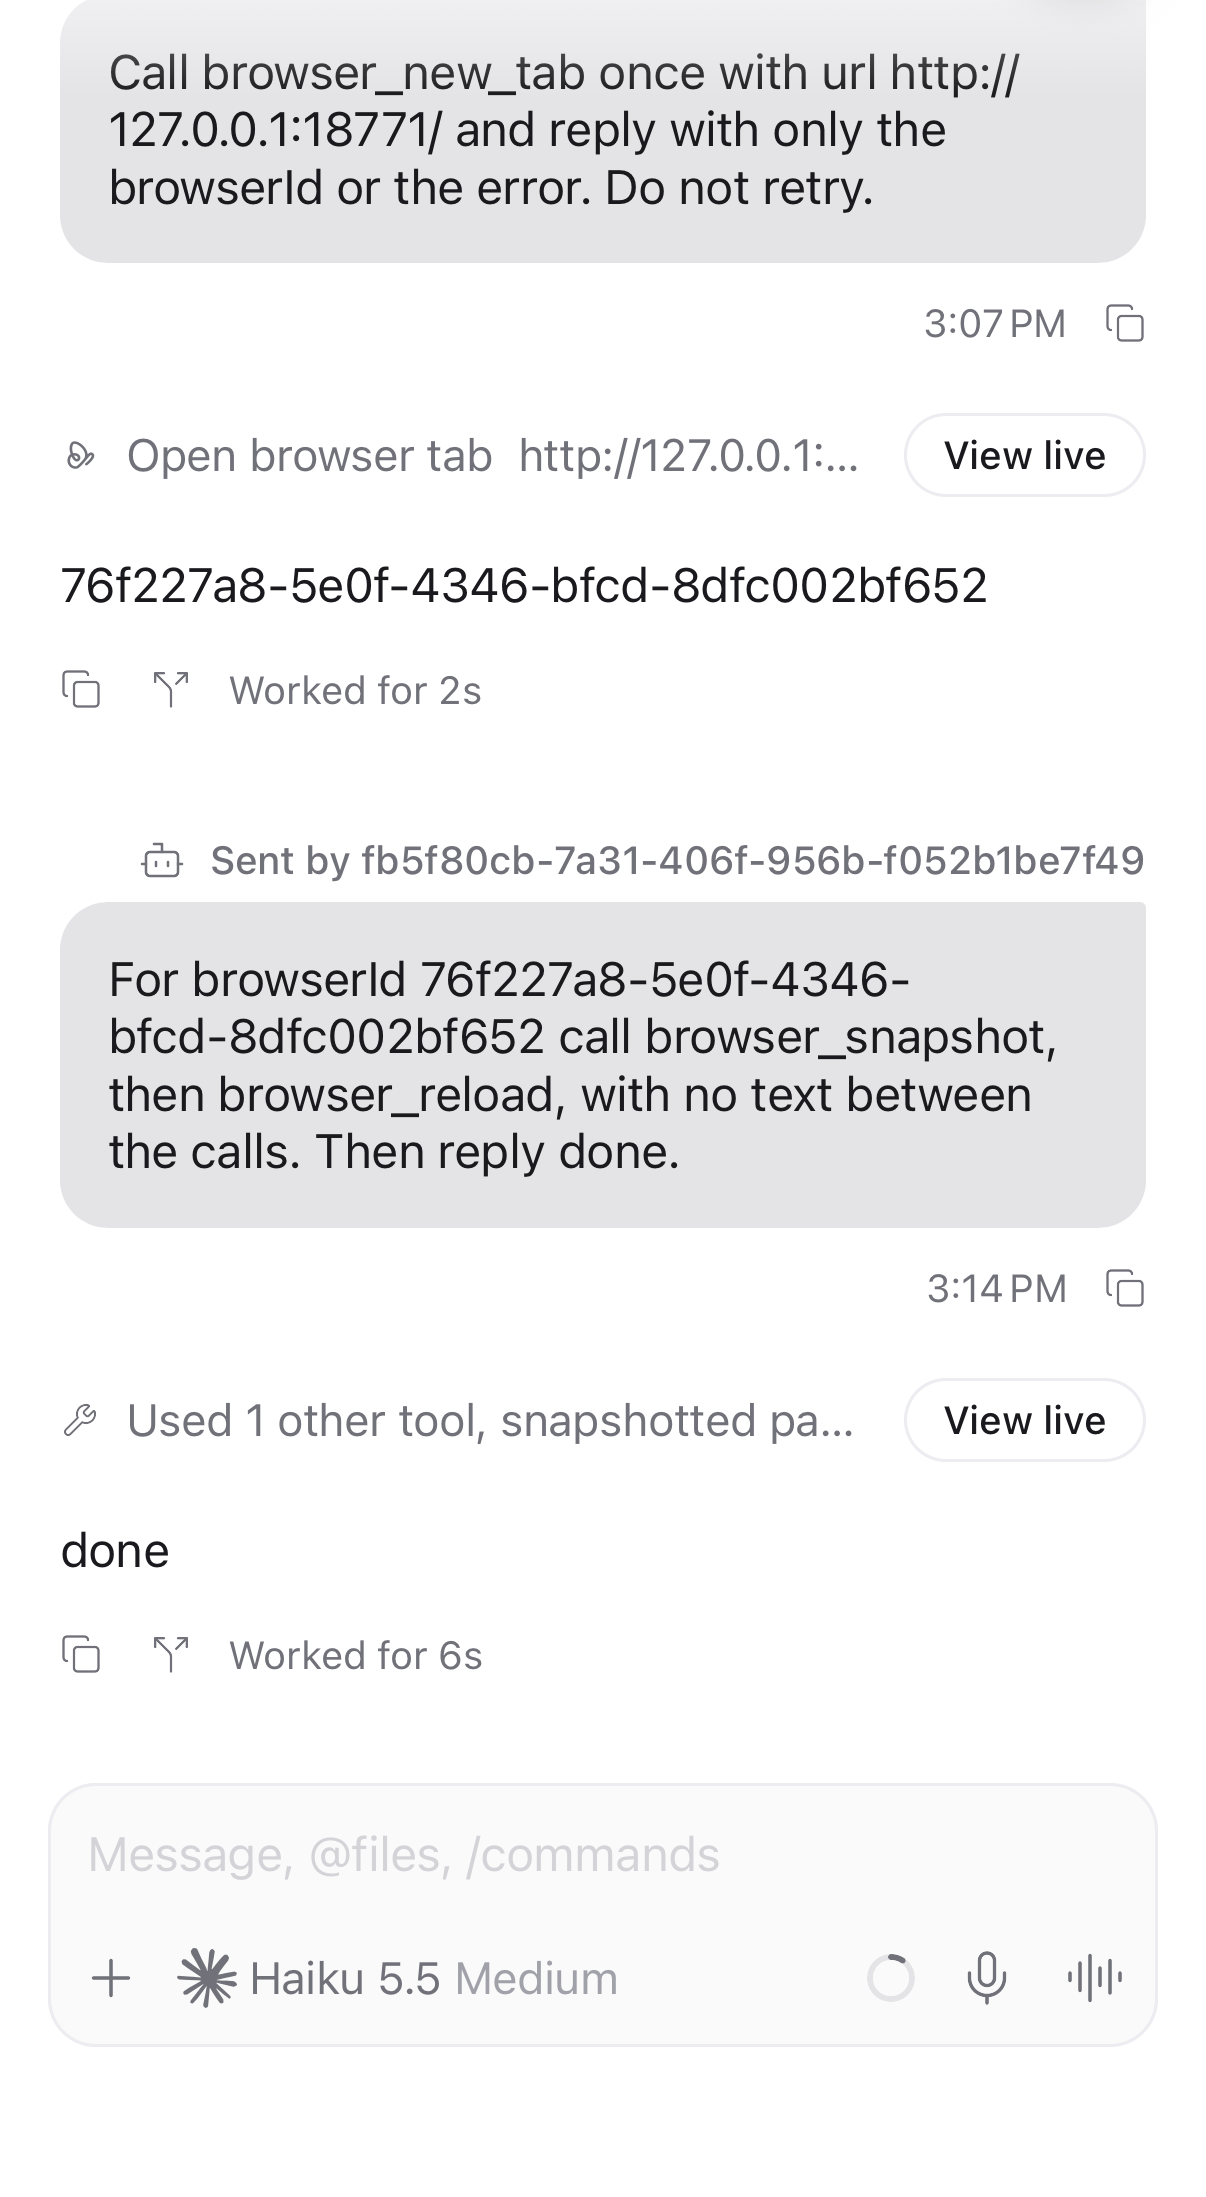 Call browser_new_tab once with url http://
127.0.0.1:18771/ and reply with only the
browserId or the error. Do not retry.
3:07 PM
Open browser tab http://127.0.0.1:... View live
76f227a8-5e0f-4346-bfcd-8dfc002bf652
Worked for 2s
Sent by fb5f80cb-7a31-406f-956b-f052b1be7f49
For browserId 76f227a8-5e0f-4346-
bfcd-8dfc002bf652 call browser_snapshot,
then browser_reload, with no text between
the calls. Then reply done.
3:14 PM
Used 1 other tool, snapshotted pa... View live
done
Worked for 6s
Message, @files, /commands
Haiku 5.5 Medium